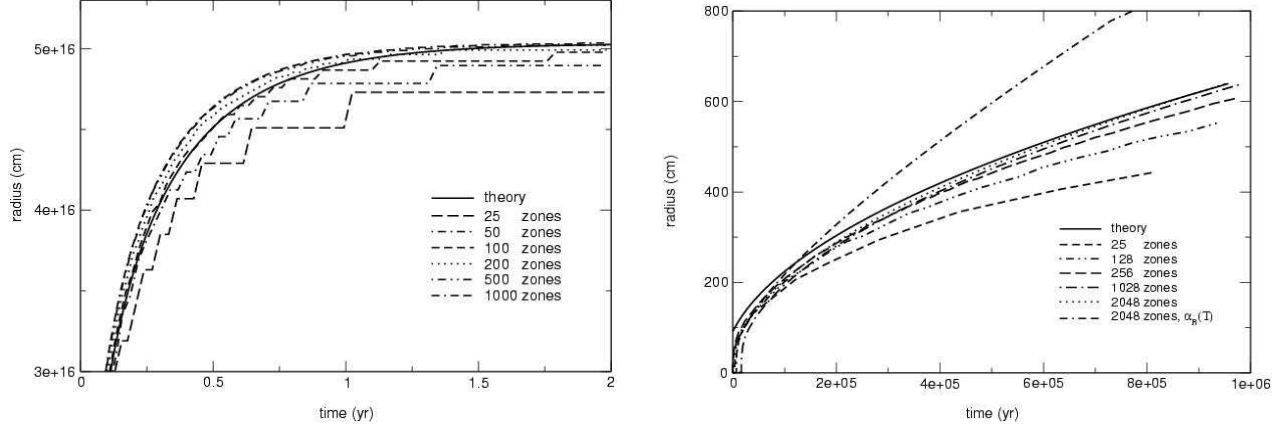 5e+16
4e+16
3e+16
radius (cm)
0
0.5
1
1.5
2
time (yr)
theory
25 zones
50 zones
100 zones
200 zones
500 zones
1000 zones
800
600
400
200
0
radius (cm)
0
2e+05
4e+05
6e+05
8e+05
1e+06
time (yr)
theory
25 zones
128 zones
256 zones
1028 zones
2048 zones
2048 zones, α_B(T)